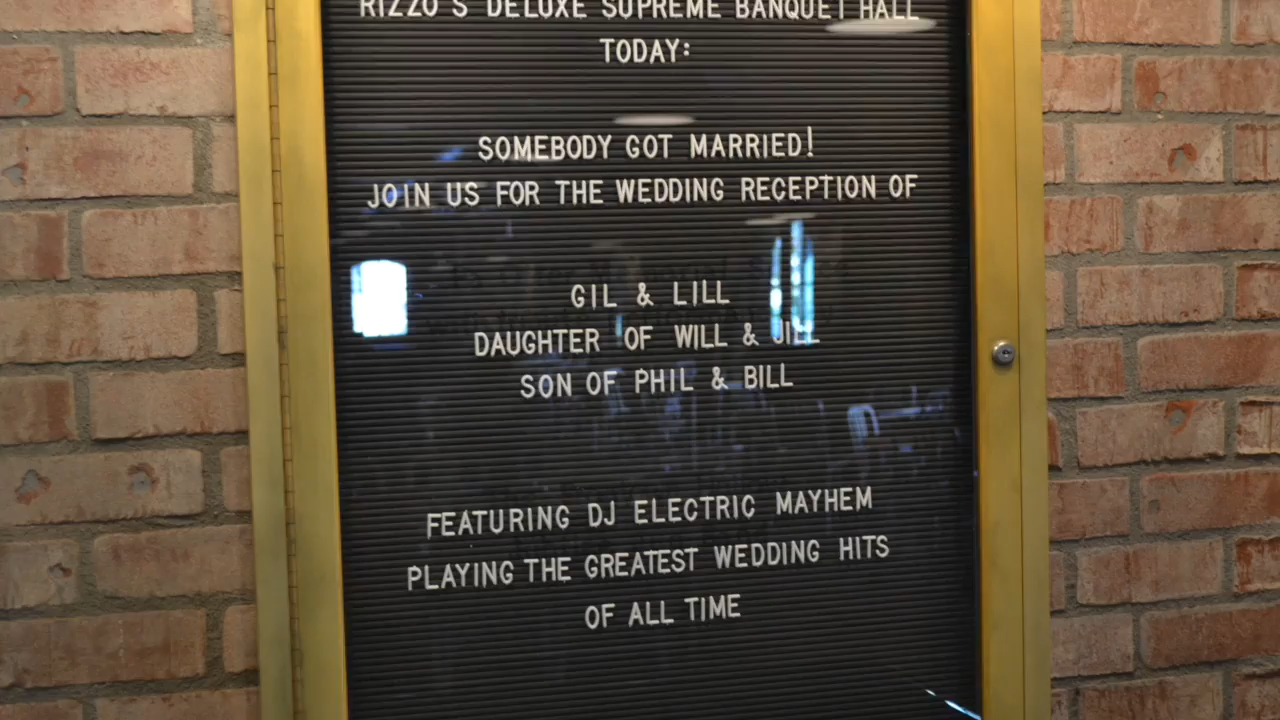 RIZZO'S DELUXE SUPREME BANQUET HALL
TODAY:
SOMEBODY GOT MARRIED!
JOIN US FOR THE WEDDING RECEPTION OF
GIL & LILL
DAUGHTER OF WILL & JILL
SON OF PHIL & BILL
FEATURING DJ ELECTRIC MAYHEM
PLAYING THE GREATEST WEDDING HITS
OF ALL TIME